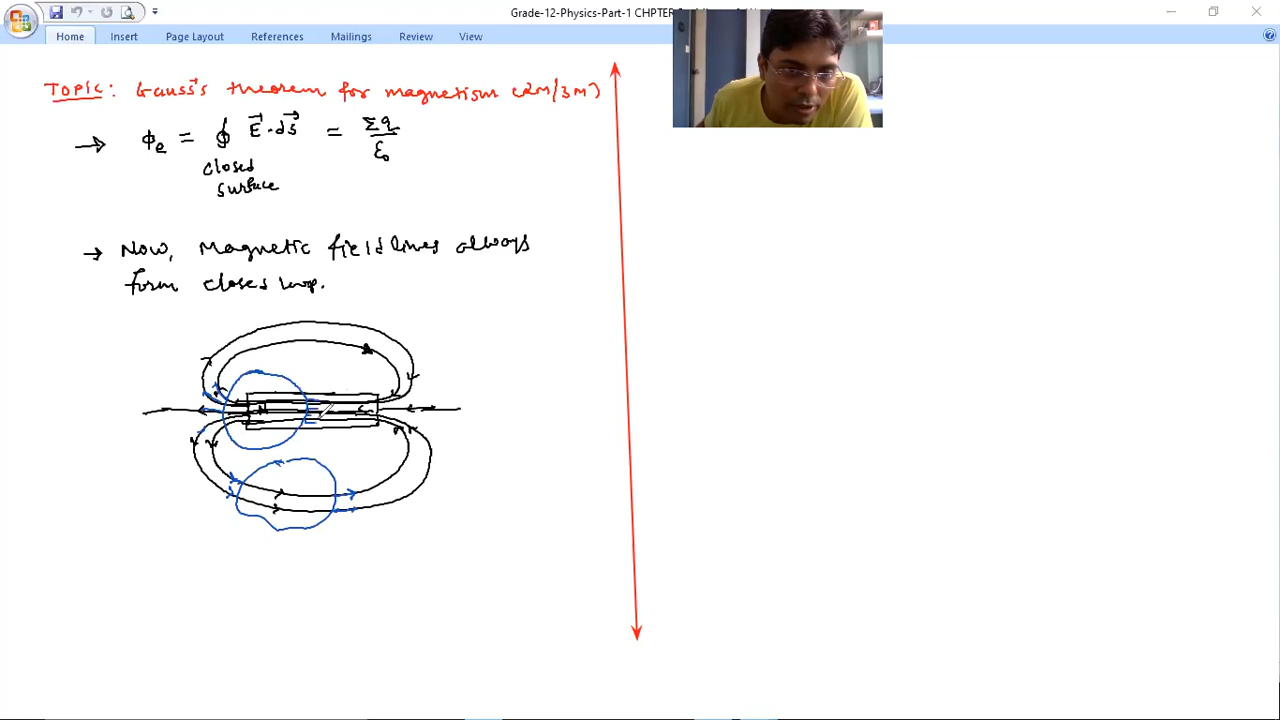 Grade-12-Physics-Part-1 CHPTER
Home Insert Page Layout References Mailings Review View
TOPIC: Gauss's theorem for magnetism (2M/3M)
→ ϕe = ∮ E⃗ · dS⃗ = Σq/ε₀
closed
surface
→ Now, Magnetic field lines always
form closes loop.
N S